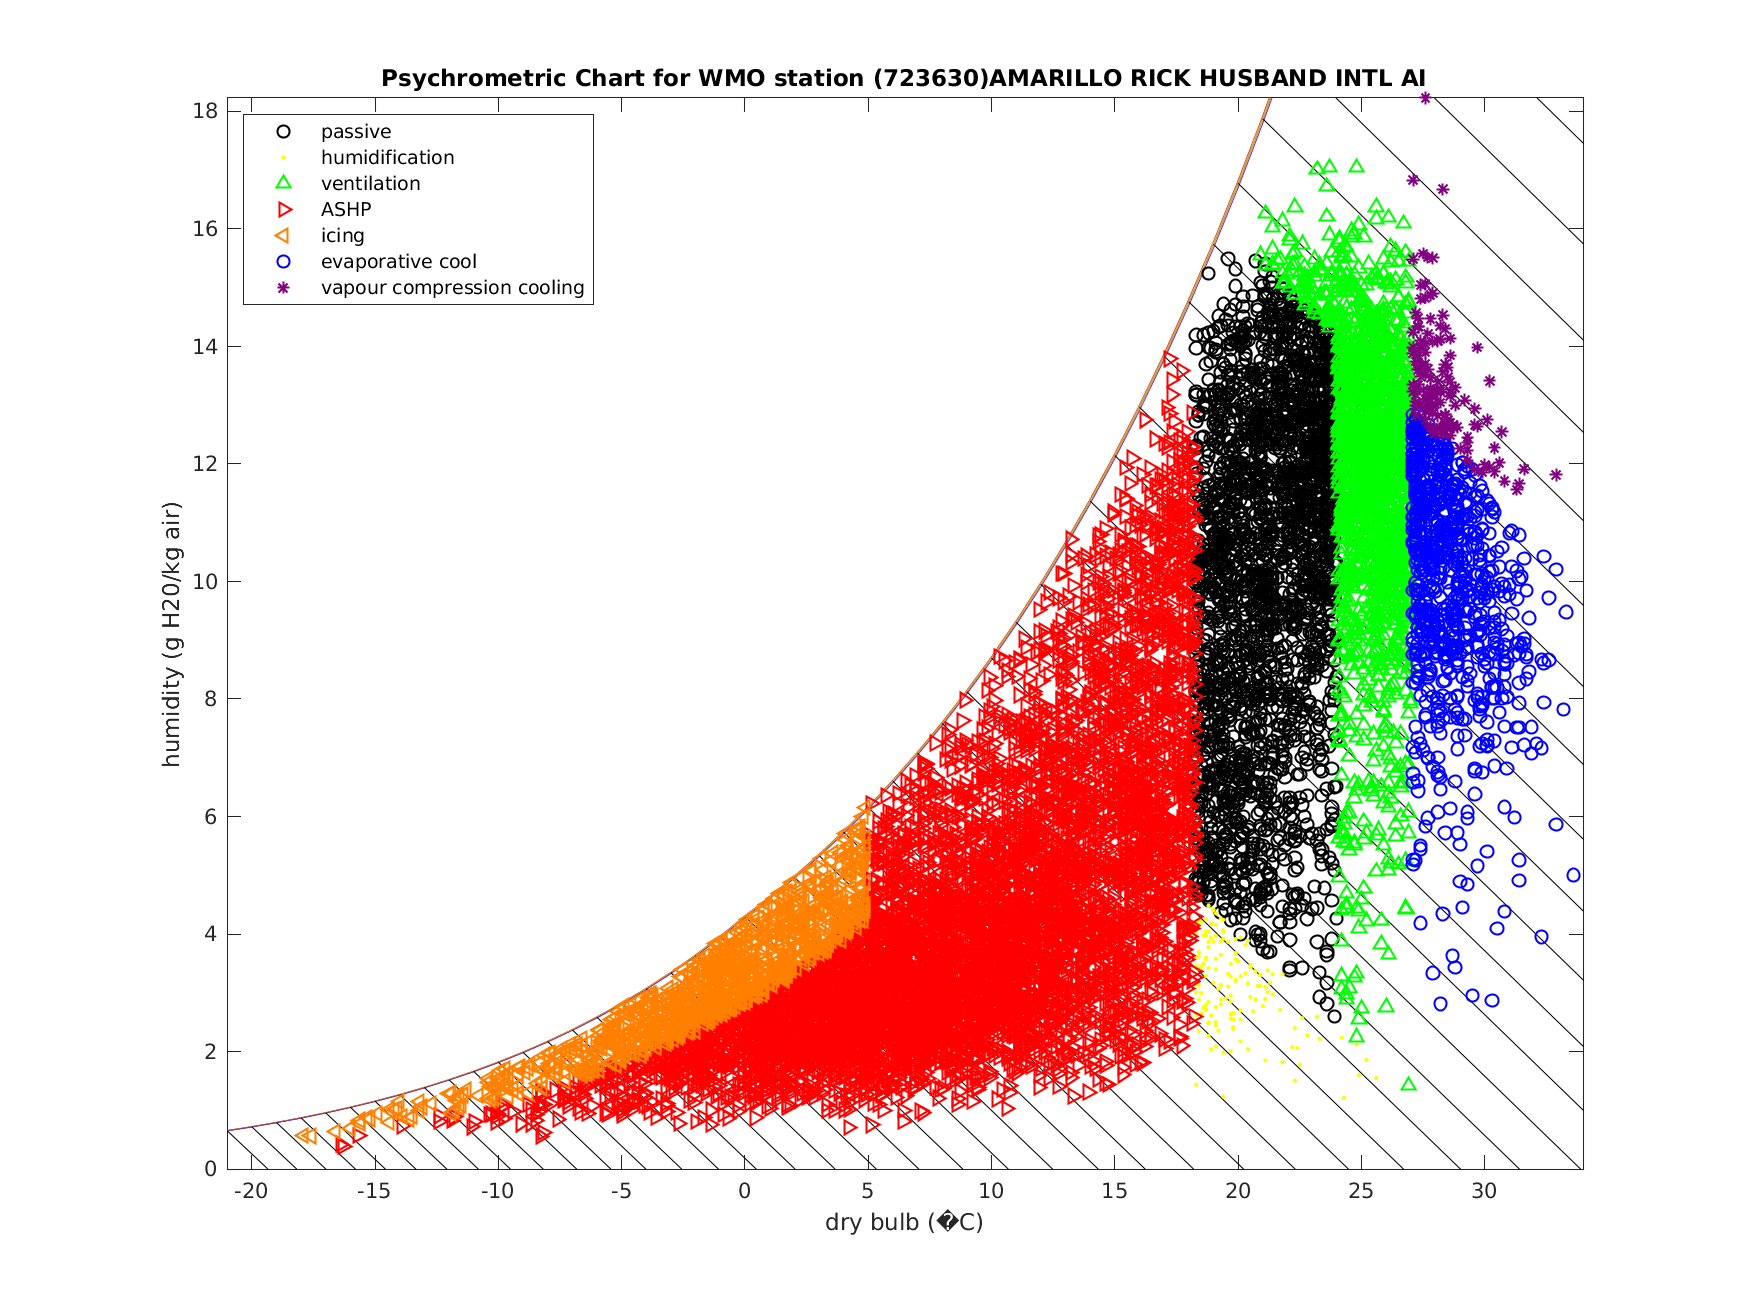 Psychrometric Chart for WMO station (723630)AMARILLO RICK HUSBAND INTL AI
passive
humidification
ventilation
ASHP
icing
evaporative cool
vapour compression cooling
humidity (g H20/kg air)
18
16
14
12
10
8
6
4
2
0
-20 -15 -10 -5 0 5 10 15 20 25 30
dry bulb (�C)